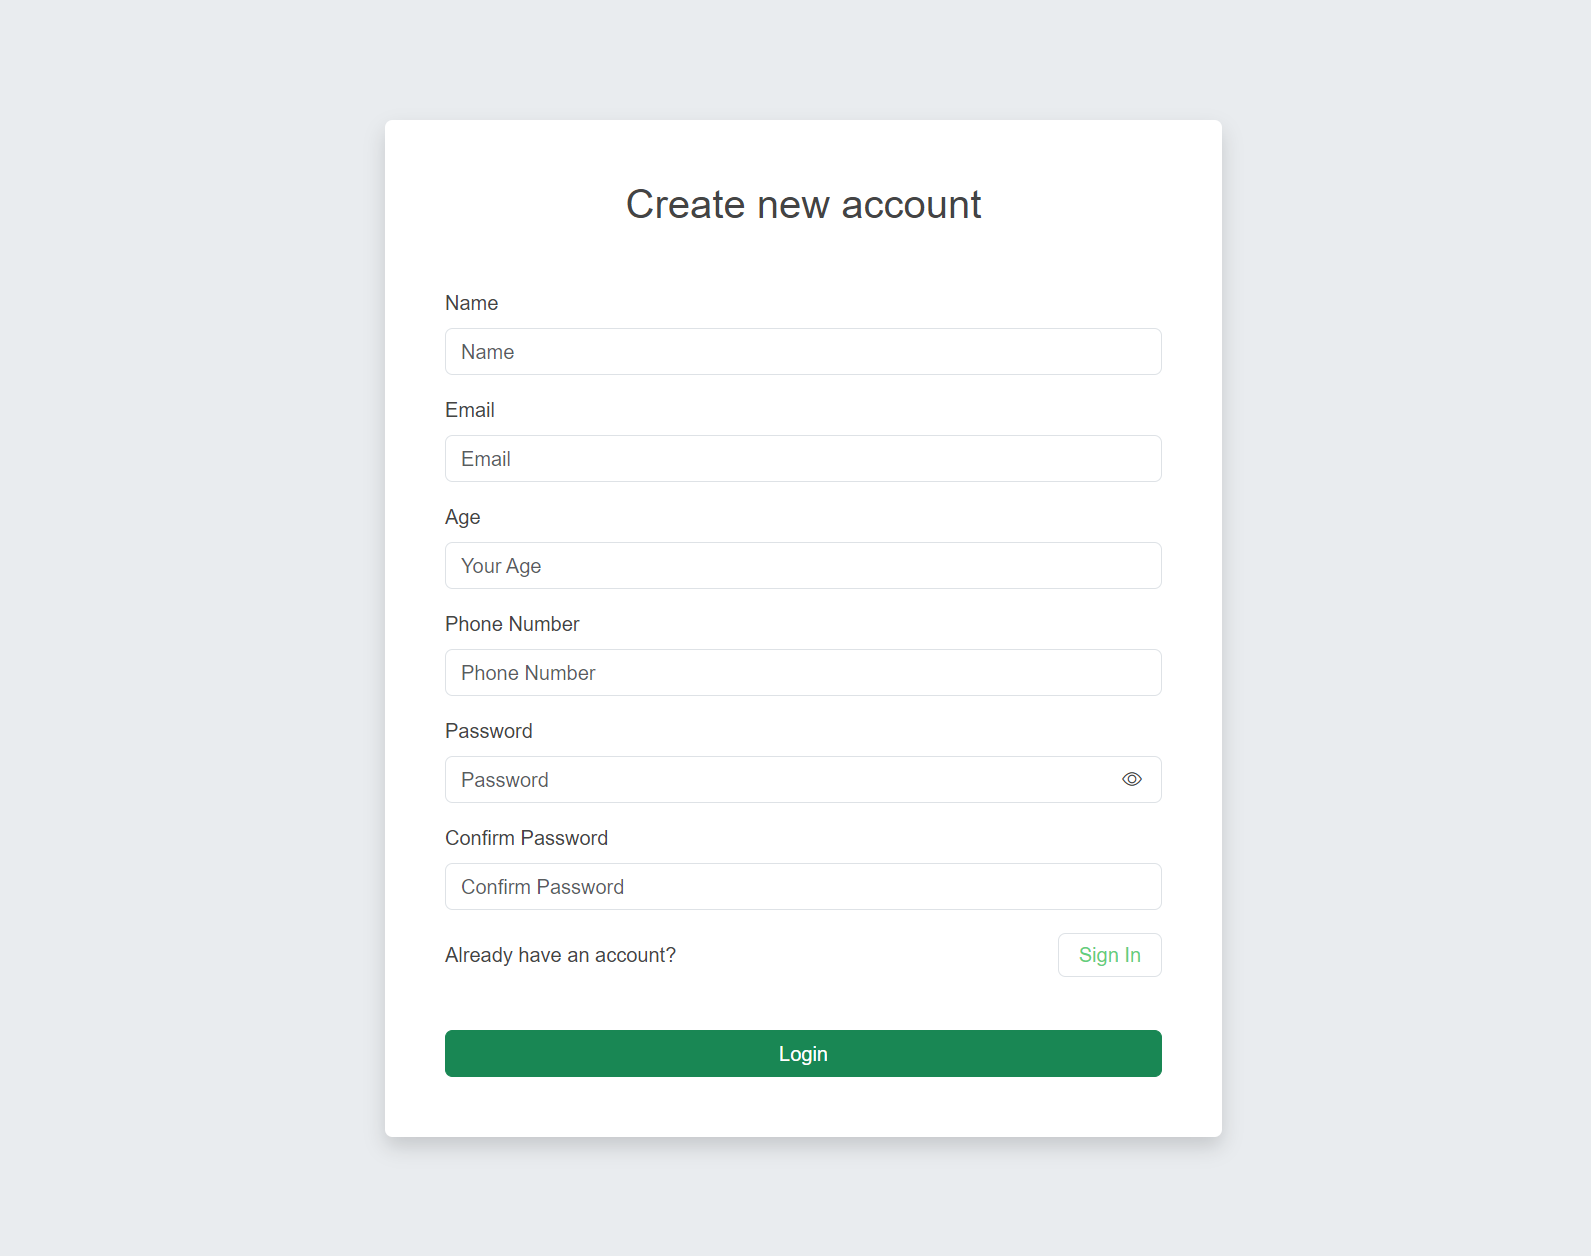 Create new account
Name
Name
Email
Email
Age
Your Age
Phone Number
Phone Number
Password
Password
Confirm Password
Confirm Password
Already have an account? Sign In
Login